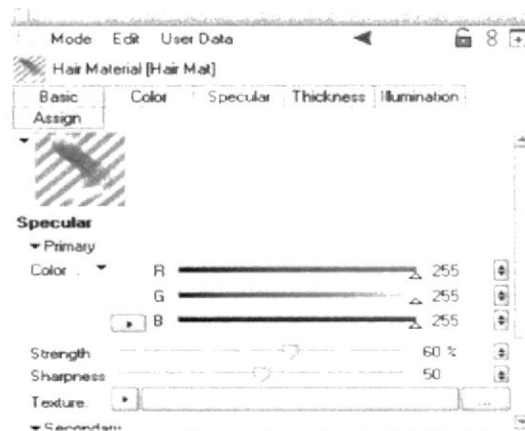 Mode Edit User Data
Hair Material [Hair Mat]
Basic Color Specular Thickness Illumination
Assign
Specular
Primary
Color . R 255
G 255
B 255
Strength 60 %
Sharpness 50
Texture. ...
Secondary